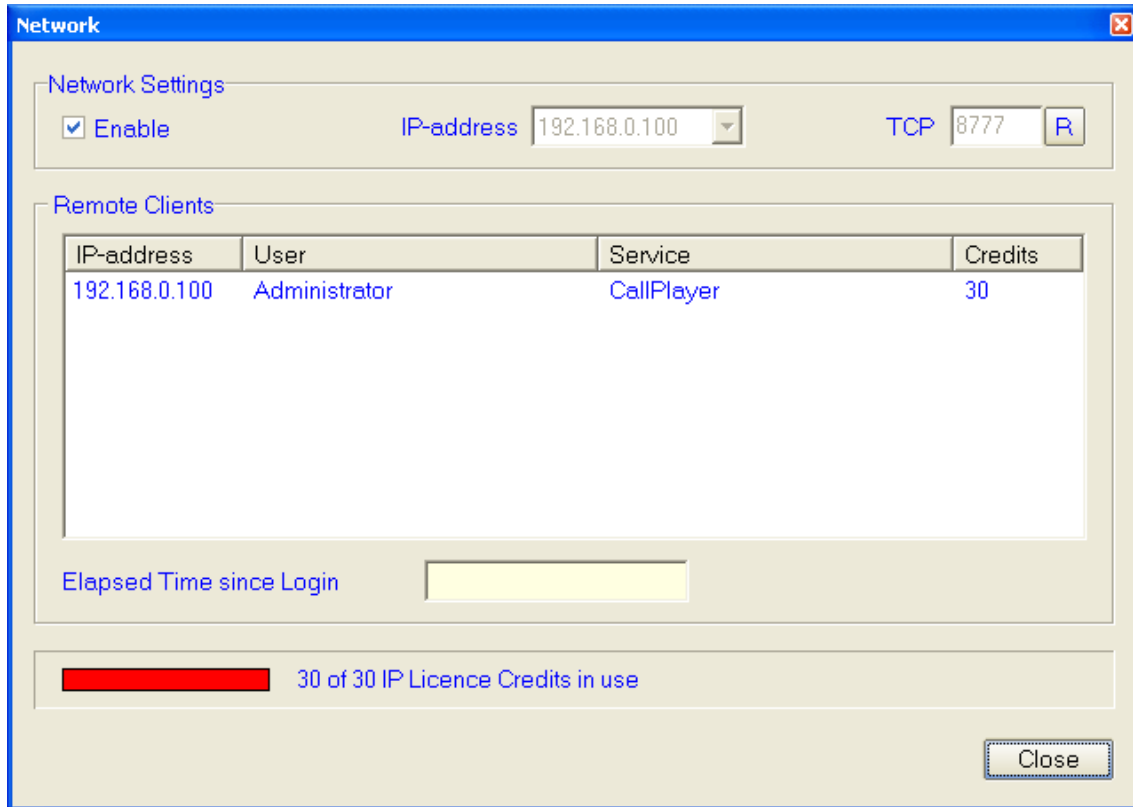 Network
Network Settings
Enable IP-address 192.168.0.100 TCP 8777 R
Remote Clients
IP-address User Service Credits
192.168.0.100 Administrator CallPlayer 30
Elapsed Time since Login
30 of 30 IP Licence Credits in use
Close